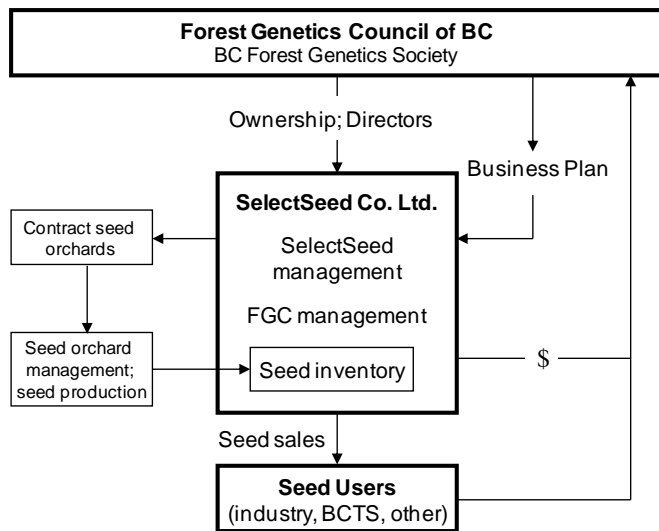 Forest Genetics Council of BC
BC Forest Genetics Society
Ownership; Directors
Business Plan
SelectSeed Co. Ltd.
SelectSeed
management
FGC management
Seed inventory
Contract seed
orchards
Seed orchard
management;
seed production
$
Seed sales
Seed Users
(industry, BCTS, other)